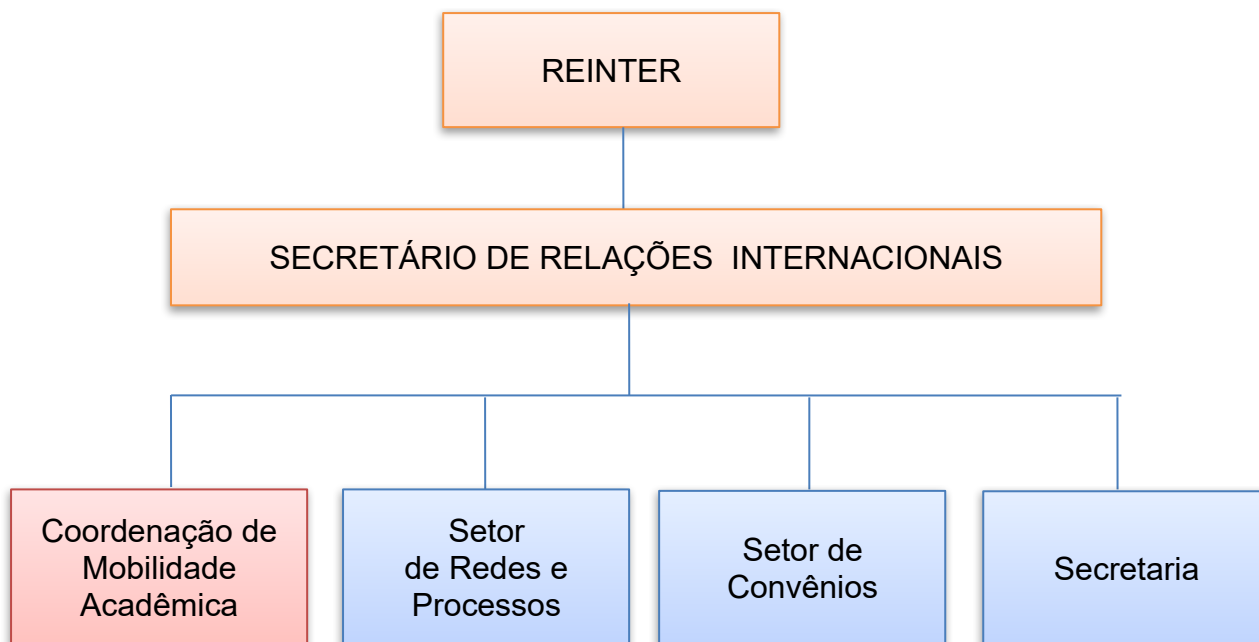 REINTER
SECRETÁRIO DE RELAÇÕES  INTERNACIONAIS
Coordenação de
Mobilidade
Acadêmica
Setor
de Redes e
Processos
Setor de
Convênios
Secretaria